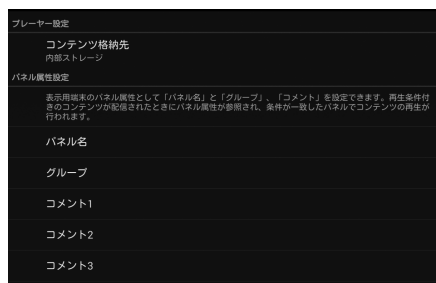 プレーヤー設定
コンテンツ格納先
内部ストレージ
パネル属性設定
表示用端末のパネル属性として「パネル名」と「グループ」、「コメント」を設定できます。再生条件付
きのコンテンツが配信されたときにパネル属性が参照され、条件が一致したパネルでコンテンツの再生が
行われます。
パネル名
グループ
コメント1
コメント2
コメント3